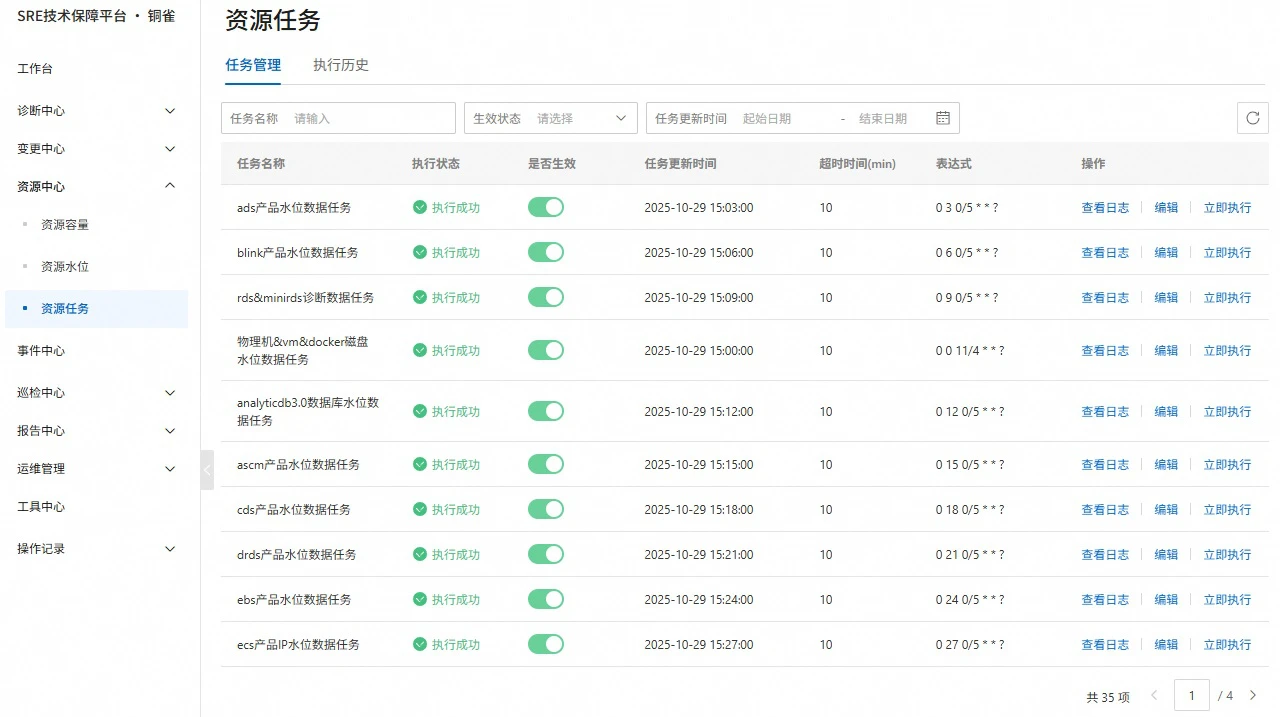 SRE技术保障平台 · 铜雀
工作台
诊断中心
变更中心
资源中心
资源容量
资源水位
资源任务
事件中心
巡检中心
报告中心
运维管理
工具中心
操作记录
资源任务
任务管理 执行历史
任务名称 请输入 生效状态 请选择 任务更新时间 起始日期 - 结束日期
任务名称 执行状态 是否生效 任务更新时间 超时时间(min) 表达式 操作
ads产品水位数据任务 执行成功 2025-10-29 15:03:00 10 0 3 0/5 * * ? 查看日志 编辑 立即执行
blink产品水位数据任务 执行成功 2025-10-29 15:06:00 10 0 6 0/5 * * ? 查看日志 编辑 立即执行
rds&minirds诊断数据任务 执行成功 2025-10-29 15:09:00 10 0 9 0/5 * * ? 查看日志 编辑 立即执行
物理机&vm&docker磁盘
水位数据任务 执行成功 2025-10-29 15:00:00 10 0 0 11/4 * * ? 查看日志 编辑 立即执行
analyticdb3.0数据库水位数
据任务 执行成功 2025-10-29 15:12:00 10 0 12 0/5 * * ? 查看日志 编辑 立即执行
ascm产品水位数据任务 执行成功 2025-10-29 15:15:00 10 0 15 0/5 * * ? 查看日志 编辑 立即执行
cds产品水位数据任务 执行成功 2025-10-29 15:18:00 10 0 18 0/5 * * ? 查看日志 编辑 立即执行
drds产品水位数据任务 执行成功 2025-10-29 15:21:00 10 0 21 0/5 * * ? 查看日志 编辑 立即执行
ebs产品水位数据任务 执行成功 2025-10-29 15:24:00 10 0 24 0/5 * * ? 查看日志 编辑 立即执行
ecs产品IP水位数据任务 执行成功 2025-10-29 15:27:00 10 0 27 0/5 * * ? 查看日志 编辑 立即执行
共 35 项 1 / 4